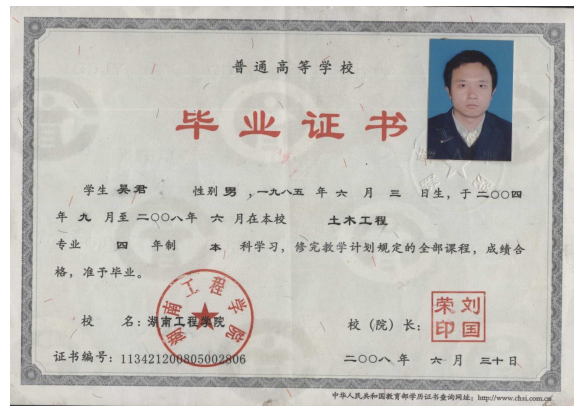 普通高等学校
毕业证书
学生 吴君 性别 男 ,一九八五 年 六 月 三 日生，于 二〇〇四
年 九 月至 二〇〇八 年 六 月在本校 土木工程
专业 四 年制 本 科学习，修完教学计划规定的全部课程，成绩合
格，准予毕业。
湖南工程学院
校 名：湖南工程学院
校（院）长：
刘国荣印
证书编号：113421200805002806
二〇〇八 年 六 月 三十日
中华人民共和国教育部学历证书查询网址：http://www.chsi.com.cn